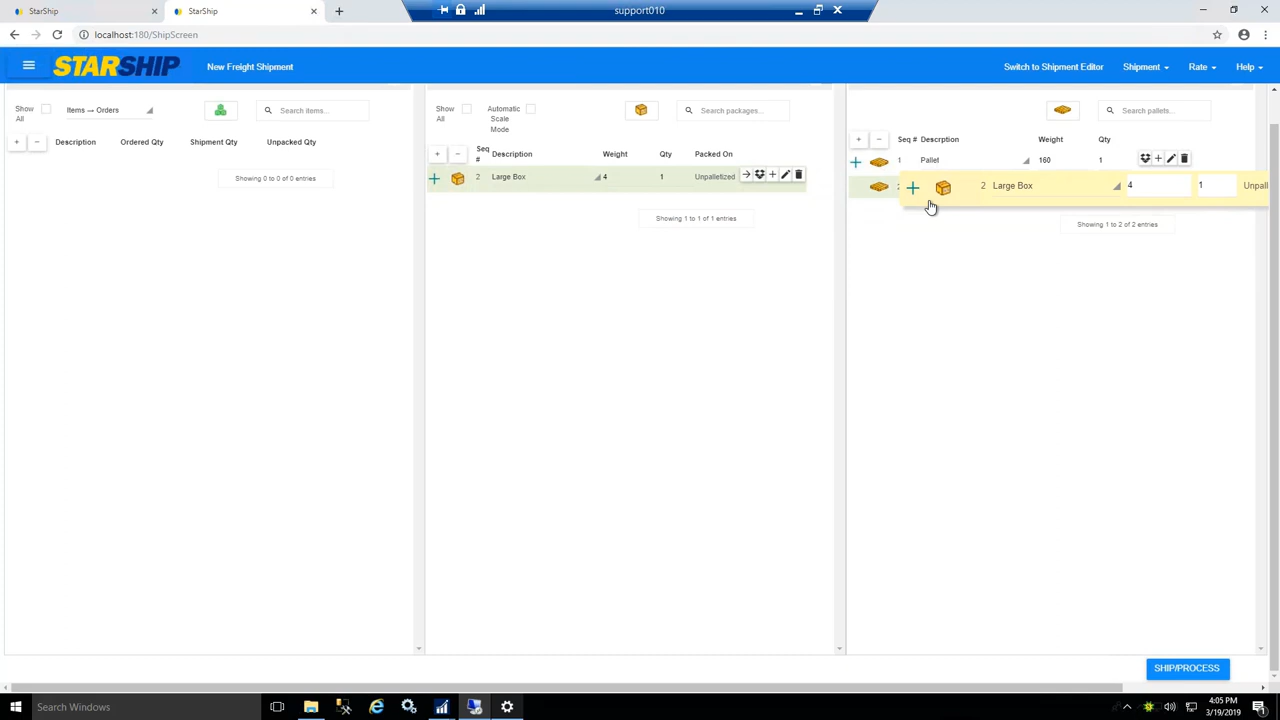 StarShip
StarShip
support010
localhost:180/ShipScreen
STARSHIP
New Freight Shipment
Switch to Shipment Editor
Shipment
Rate
Help
Show All
Items → Orders
Search items...
Description
Ordered Qty
Shipment Qty
Unpacked Qty
Showing 0 to 0 of 0 entries
Show All
Automatic Scale Mode
Search packages...
Seq #
Description
Weight
Qty
Packed On
2
Large Box
4
1
Unpalletized
Showing 1 to 1 of 1 entries
Search pallets...
Seq #
Descrption
Weight
Qty
1
Pallet
160
1
2
Large Box
4
1
Unpall
Showing 1 to 2 of 2 entries
SHIP/PROCESS
Search Windows
4:05 PM
3/19/2019